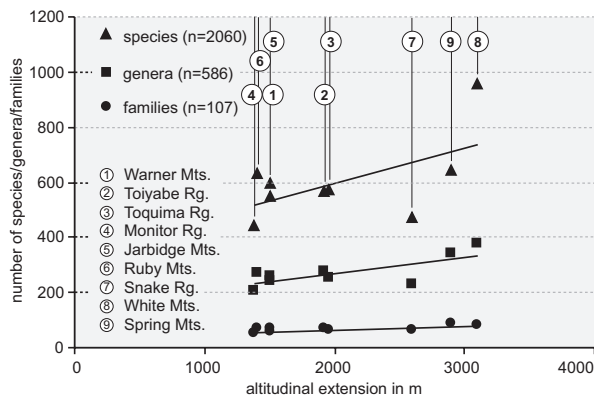 number of species/genera/families
1400
1200
1000
800
600
400
200
0
species (n=2060)
genera (n=586)
families (n=107)
1 Warner Mts.
2 Toiyabe Rg.
3 Toquima Rg.
4 Monitor Rg.
5 Jarbidge Mts.
6 Ruby Mts.
7 Snake Rg.
8 White Mts.
9 Spring Mts.
5 3 7 9 8
6
4 1 2
0 1000 2000 3000 4000
altitudinal extension in m